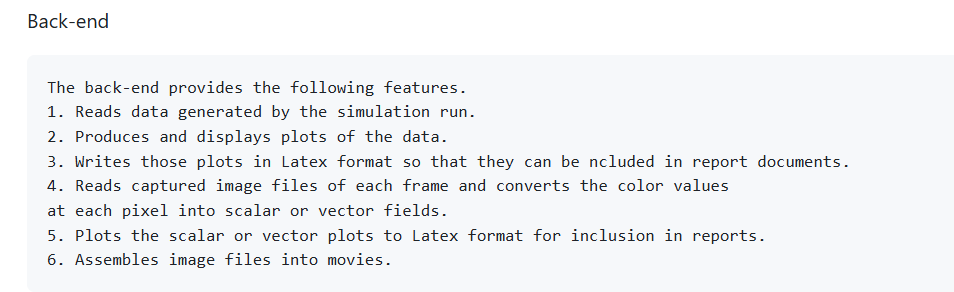 Back-end
The back-end provides the following features.
1. Reads data generated by the simulation run.
2. Produces and displays plots of the data.
3. Writes those plots in Latex format so that they can be ncluded in report documents.
4. Reads captured image files of each frame and converts the color values
at each pixel into scalar or vector fields.
5. Plots the scalar or vector plots to Latex format for inclusion in reports.
6. Assembles image files into movies.